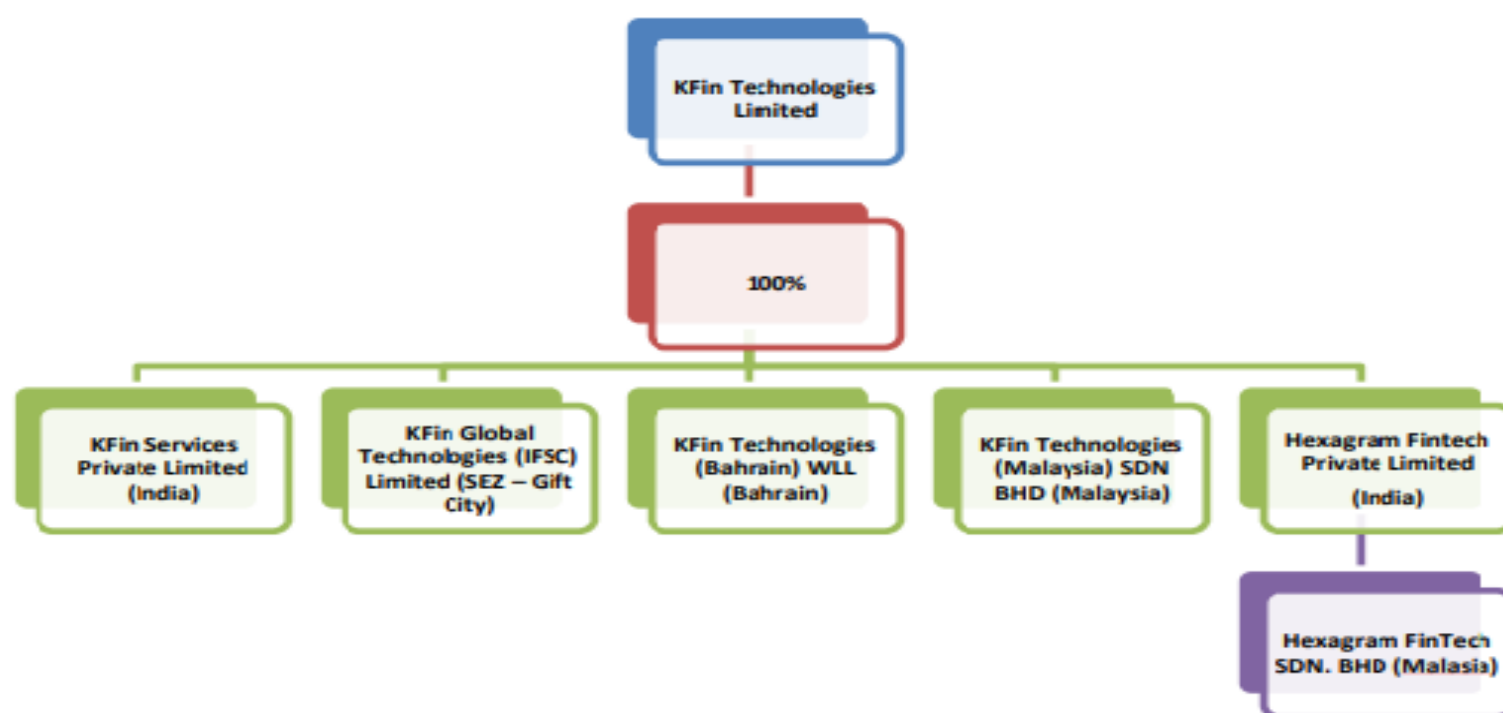 KFin Technologies
Limited
100%
KFin Services
Private Limited
(India)
KFin Global
Technologies (IFSC)
Limited (SEZ – Gift
City)
KFin Technologies
(Bahrain) WLL
(Bahrain)
KFin Technologies
(Malaysia) SDN
BHD (Malaysia)
Hexagram Fintech
Private Limited
(India)
Hexagram FinTech
SDN. BHD (Malasia)